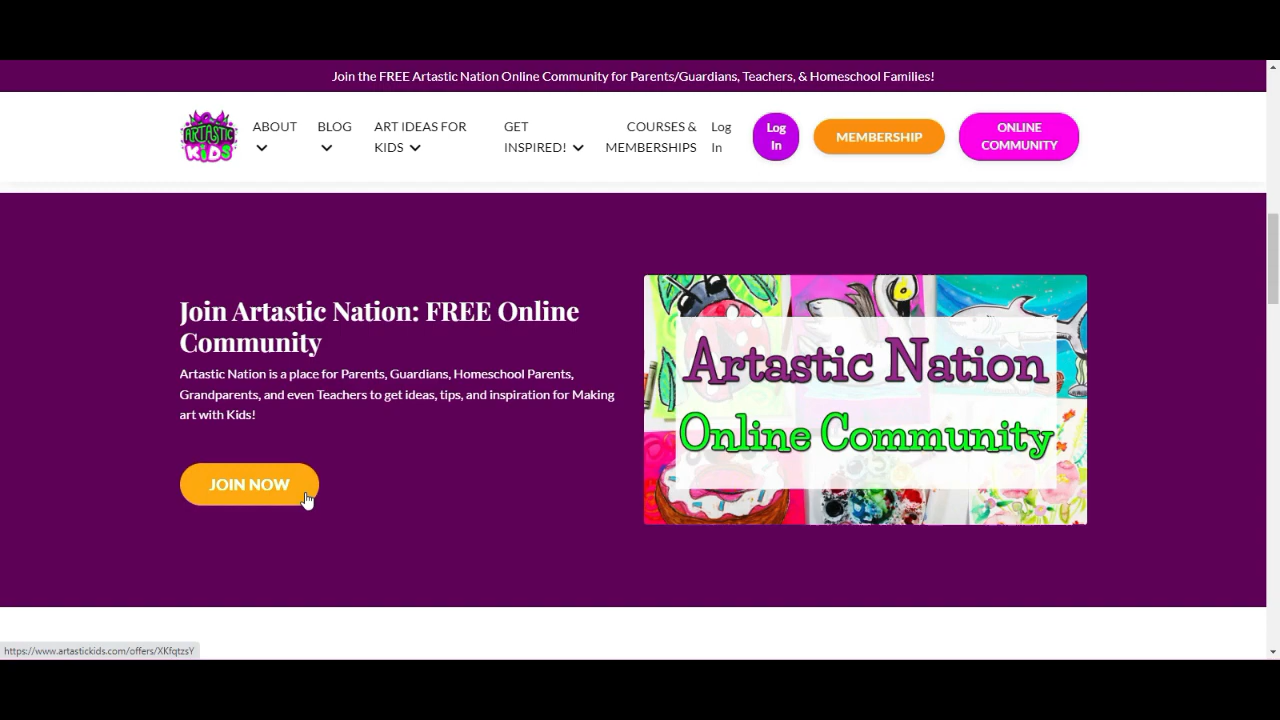 Join the FREE Artastic Nation Online Community for Parents/Guardians, Teachers, & Homeschool Families!
ARTASTIC
KiDS
ABOUT
BLOG
ART IDEAS FOR
KIDS
GET
INSPIRED!
COURSES &
MEMBERSHIPS
Log
In
Log
In
MEMBERSHIP
ONLINE
COMMUNITY
Join Artastic Nation: FREE Online
Community
Artastic Nation is a place for Parents, Guardians, Homeschool Parents,
Grandparents, and even Teachers to get ideas, tips, and inspiration for Making
art with Kids!
JOIN NOW
Artastic Nation
Online Community
https://www.artastickids.com/offers/XKfqtzsY